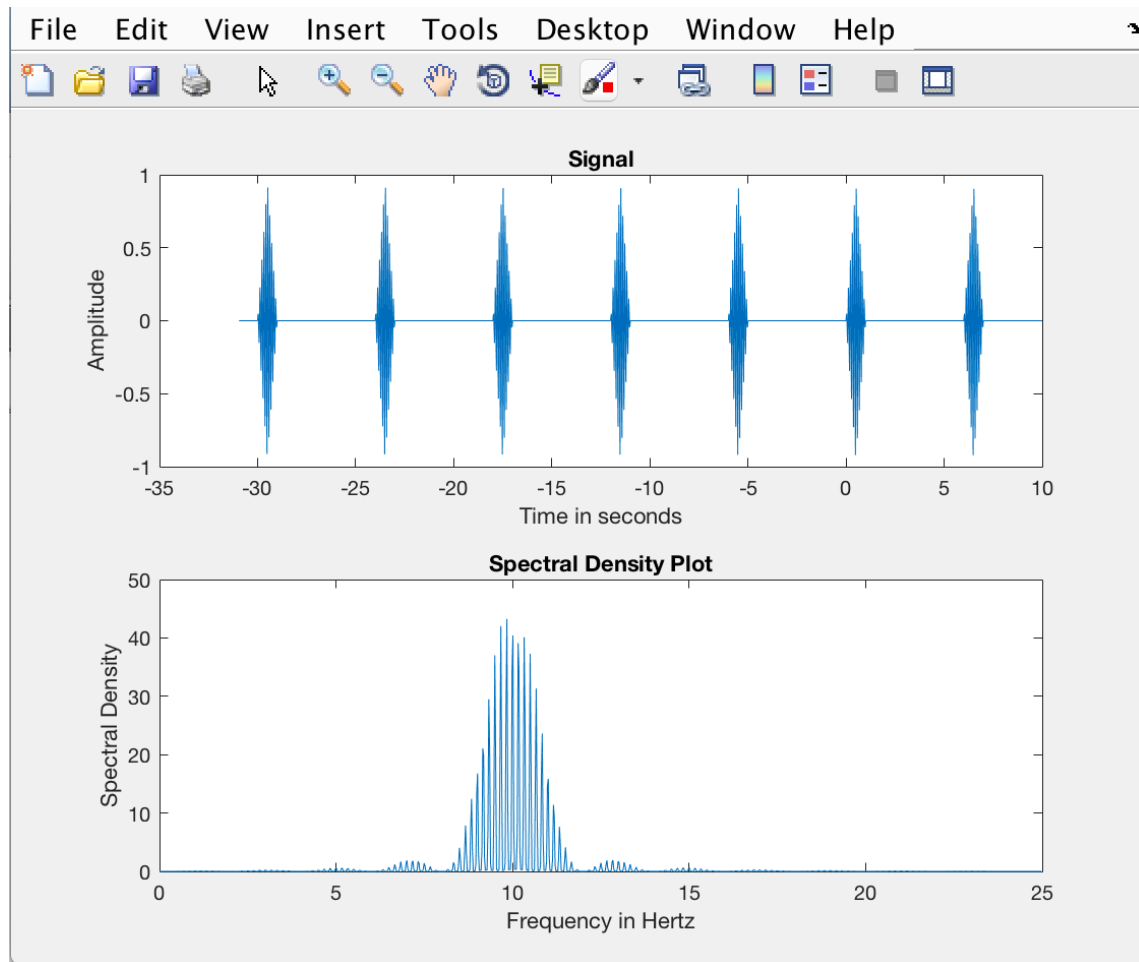 File Edit View Insert Tools Desktop Window Help
Signal
1
0.5
0
-0.5
-1
Amplitude
-35 -30 -25 -20 -15 -10 -5 0 5 10
Time in seconds
Spectral Density Plot
50
40
30
20
10
0
Spectral Density
0 5 10 15 20 25
Frequency in Hertz